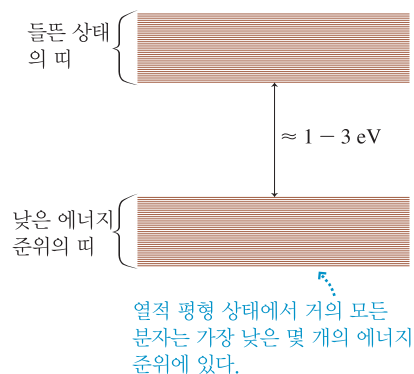 들뜬 상태
의 띠
≈ 1 – 3 eV
낮은 에너지
준위의 띠
열적 평형 상태에서 거의 모든
분자는 가장 낮은 몇 개의 에너지
준위에 있다.